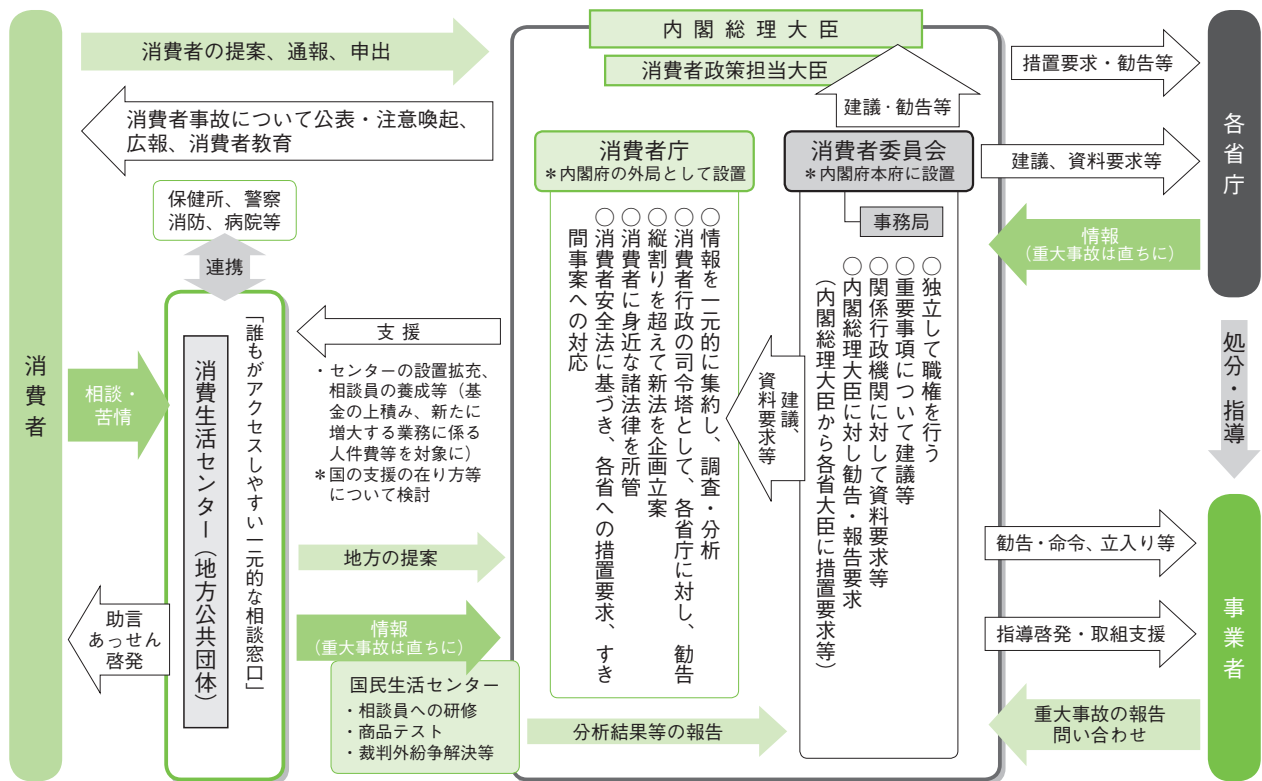 消費者
消費者の提案、通報、申出
消費者事故について公表・注意喚起、
広報、消費者教育
保健所、警察
消防、病院等
連携
相談・
苦情
「誰もがアクセスしやすい一元的な相談窓口」
消費生活センター（地方公共団体）
助言
あっせん
啓発
支援
・センターの設置拡充、
相談員の養成等（基
金の上積み、新たに
増大する業務に係る
人件費等を対象に）
＊国の支援の在り方等
について検討
地方の提案
情報
（重大事故は直ちに）
国民生活センター
・相談員への研修
・商品テスト
・裁判外紛争解決等
分析結果等の報告
内閣総理大臣
消費者政策担当大臣
建議・勧告等
消費者庁
＊内閣府の外局として設置
○情報を一元的に集約し、調査・分析
○消費者行政の司令塔として、各省庁に対し、勧告
○縦割りを超えて新法を企画立案
○消費者に身近な諸法律を所管
○消費者安全法に基づき、各省への措置要求、すき
間事案への対応
建議、
資料要求等
消費者委員会
＊内閣府本府に設置
事務局
○独立して職権を行う
○重要事項について建議等
○関係行政機関に対して資料要求等
○内閣総理大臣に対し勧告・報告要求
（内閣総理大臣から各省大臣に措置要求等）
措置要求・勧告等
建議、資料要求等
情報
（重大事故は直ちに）
各省庁
処分・指導
勧告・命令、立入り等
指導啓発・取組支援
重大事故の報告
問い合わせ
事業者